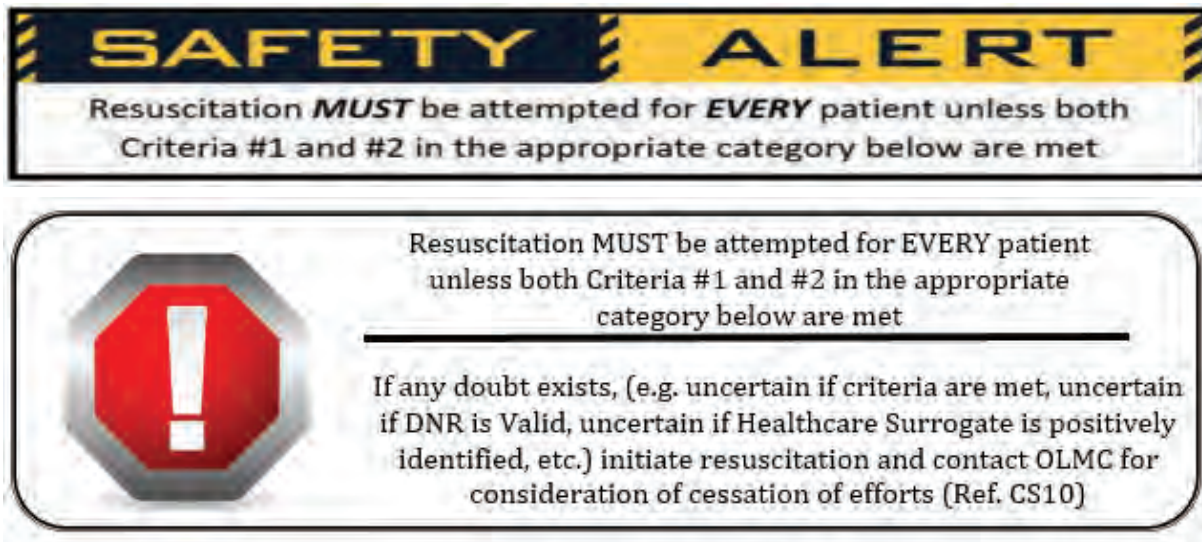 SAFETY ALERT
Resuscitation MUST be attempted for EVERY patient unless both
Criteria #1 and #2 in the appropriate category below are met
Resuscitation MUST be attempted for EVERY patient
unless both Criteria #1 and #2 in the appropriate
category below are met
If any doubt exists, (e.g. uncertain if criteria are met, uncertain
if DNR is Valid, uncertain if Healthcare Surrogate is positively
identified, etc.) initiate resuscitation and contact OLMC for
consideration of cessation of efforts (Ref. CS10)